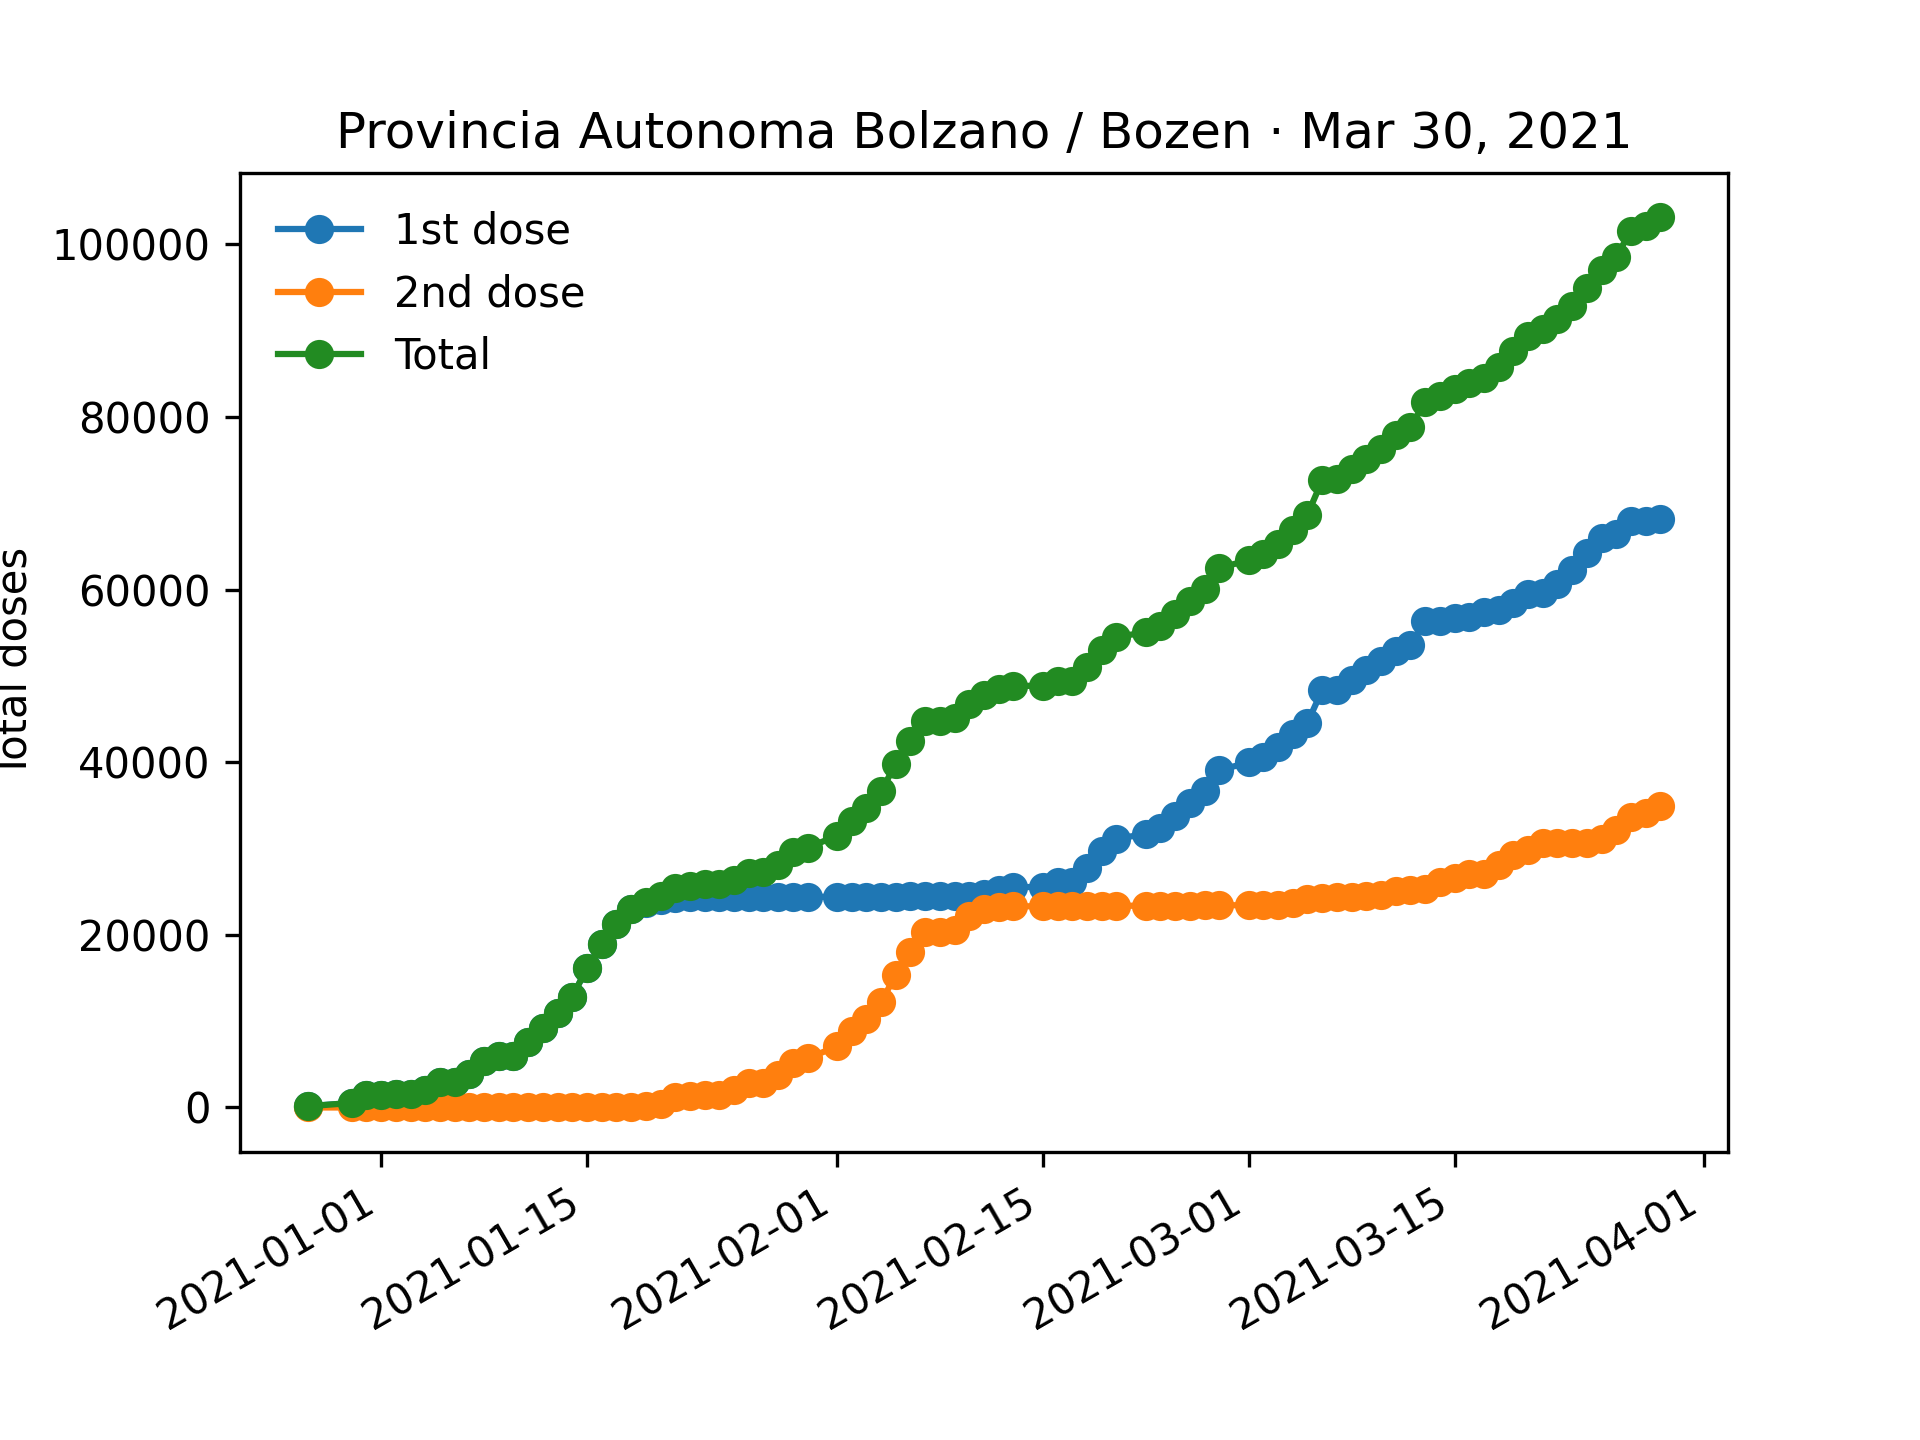 Provincia Autonoma Bolzano / Bozen · Mar 30, 2021
1st dose
2nd dose
Total
100000
80000
60000
40000
20000
0
Total doses
2021-01-01
2021-01-15
2021-02-01
2021-02-15
2021-03-01
2021-03-15
2021-04-01